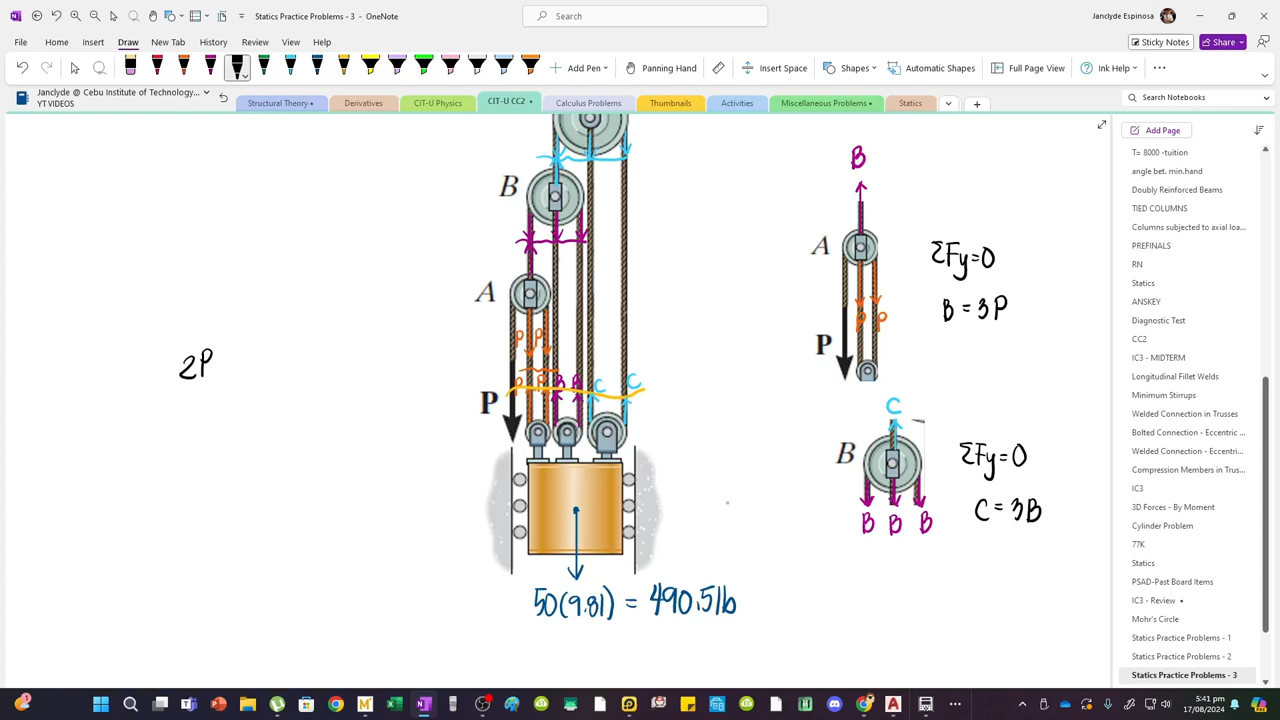 Statics Practice Problems - 3 - OneNote
Search
Janclyde Espinosa
File Home Insert Draw New Tab History Review View Help
Sticky Notes
Share
Add Pen
Panning Hand
Insert Space
Shapes
Automatic Shapes
Full Page View
Ink Help
Janclyde @ Cebu Institute of Technology...
YT VIDEOS
Structural Theory
Derivatives
CIT-U Physics
CIT-U CC2
Calculus Problems
Thumbnails
Activities
Miscellaneous Problems
Statics
Search Notebooks
Add Page
T= 8000 -tuition
angle bet. min.hand
Doubly Reinforced Beams
TIED COLUMNS
Columns subjected to axial loa...
PREFINALS
RN
Statics
ANSKEY
Diagnostic Test
CC2
IC3 - MIDTERM
Longitudinal Fillet Welds
Minimum Stirrups
Welded Connection in Trusses
Bolted Connection - Eccentric ...
Welded Connection - Eccentri...
Compression Members in Trus...
IC3
3D Forces - By Moment
Cylinder Problem
77K
Statics
PSAD-Past Board Items
IC3 - Review
Mohr's Circle
Statics Practice Problems - 1
Statics Practice Problems - 2
Statics Practice Problems - 3
2P
B
A
P P
P P B B C C
P
50(9.81) = 490.5lb
B
A
P P
P
ΣFy=0
B = 3P
C
B
B B B
ΣFy=0
C = 3B
5:41 pm
17/08/2024